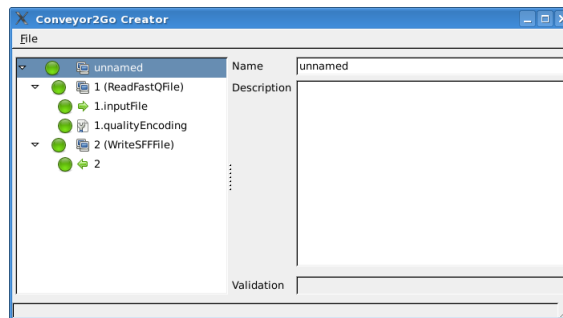 Conveyor2Go Creator
File
unnamed
1 (ReadFastQFile)
1.inputFile
1.qualityEncoding
2 (WriteSFFFile)
2
Name
unnamed
Description
Validation